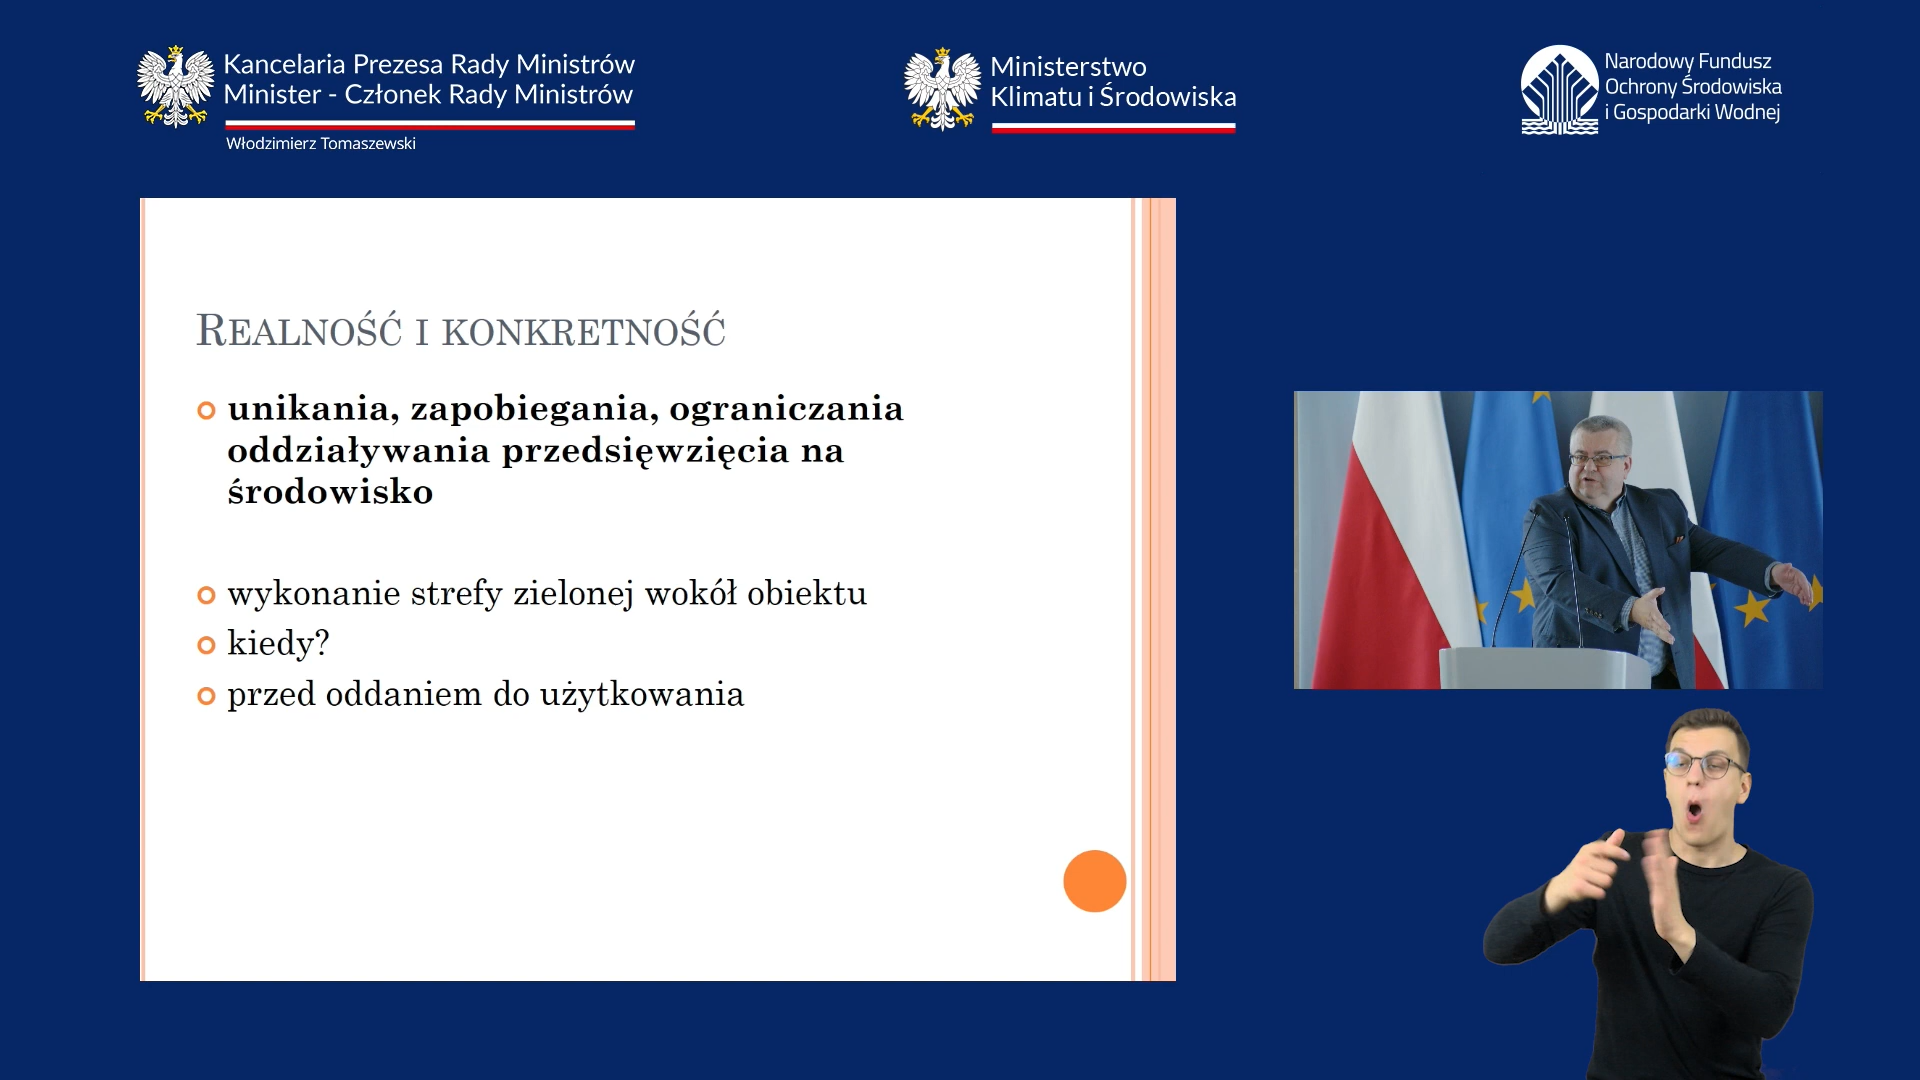 Kancelaria Prezesa Rady Ministrów
Minister - Członek Rady Ministrów
Włodzimierz Tomaszewski
Ministerstwo
Klimatu i Środowiska
Narodowy Fundusz
Ochrony Środowiska
i Gospodarki Wodnej
REALNOŚĆ I KONKRETNOŚĆ
unikania, zapobiegania, ograniczania
oddziaływania przedsięwzięcia na
środowisko
wykonanie strefy zielonej wokół obiektu
kiedy?
przed oddaniem do użytkowania